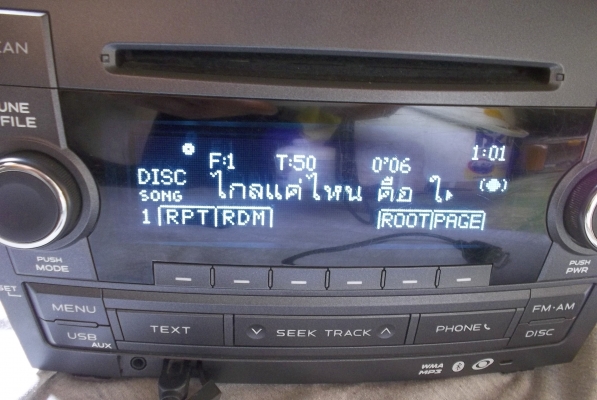 TUNE
FILE
1:01
F:1 T:50 0'06
DISC
SONG
ไกลแค่ไหน คือ ใ
1 RPT RDM ROOT PAGE
PUSH
MODE
PUSH
PWR
MENU
FM·AM
TEXT
SEEK TRACK
PHONE
USB
AUX
DISC
WMA
MP3